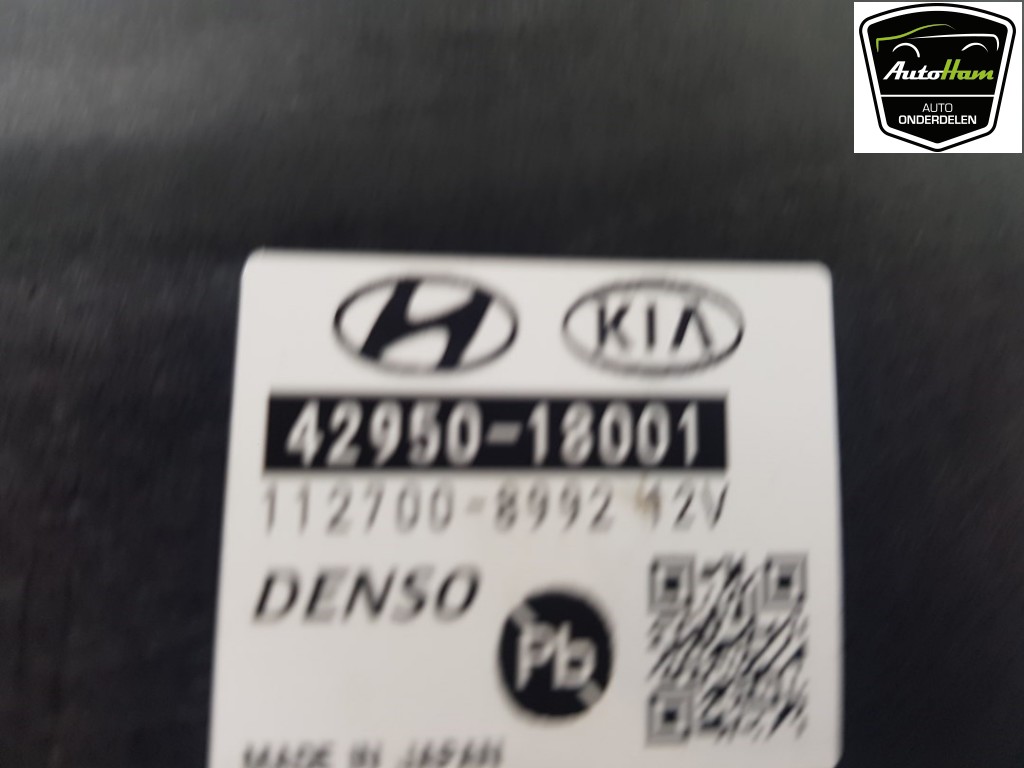 AutoHam
AUTO
ONDERDELEN
KIA
42950-18001
112700-8992 12V
DENSO
Pb
MADE IN JAPAN